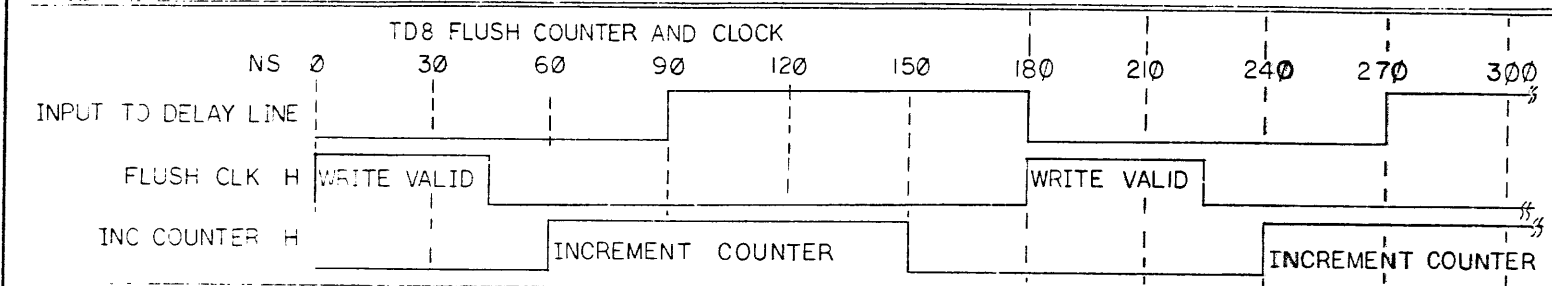 TD8 FLUSH COUNTER AND CLOCK
NS 0 30 60 90 120 150 180 210 240 270 300
INPUT TO DELAY LINE
FLUSH CLK H WRITE VALID WRITE VALID
INC COUNTER H INCREMENT COUNTER INCREMENT COUNTER